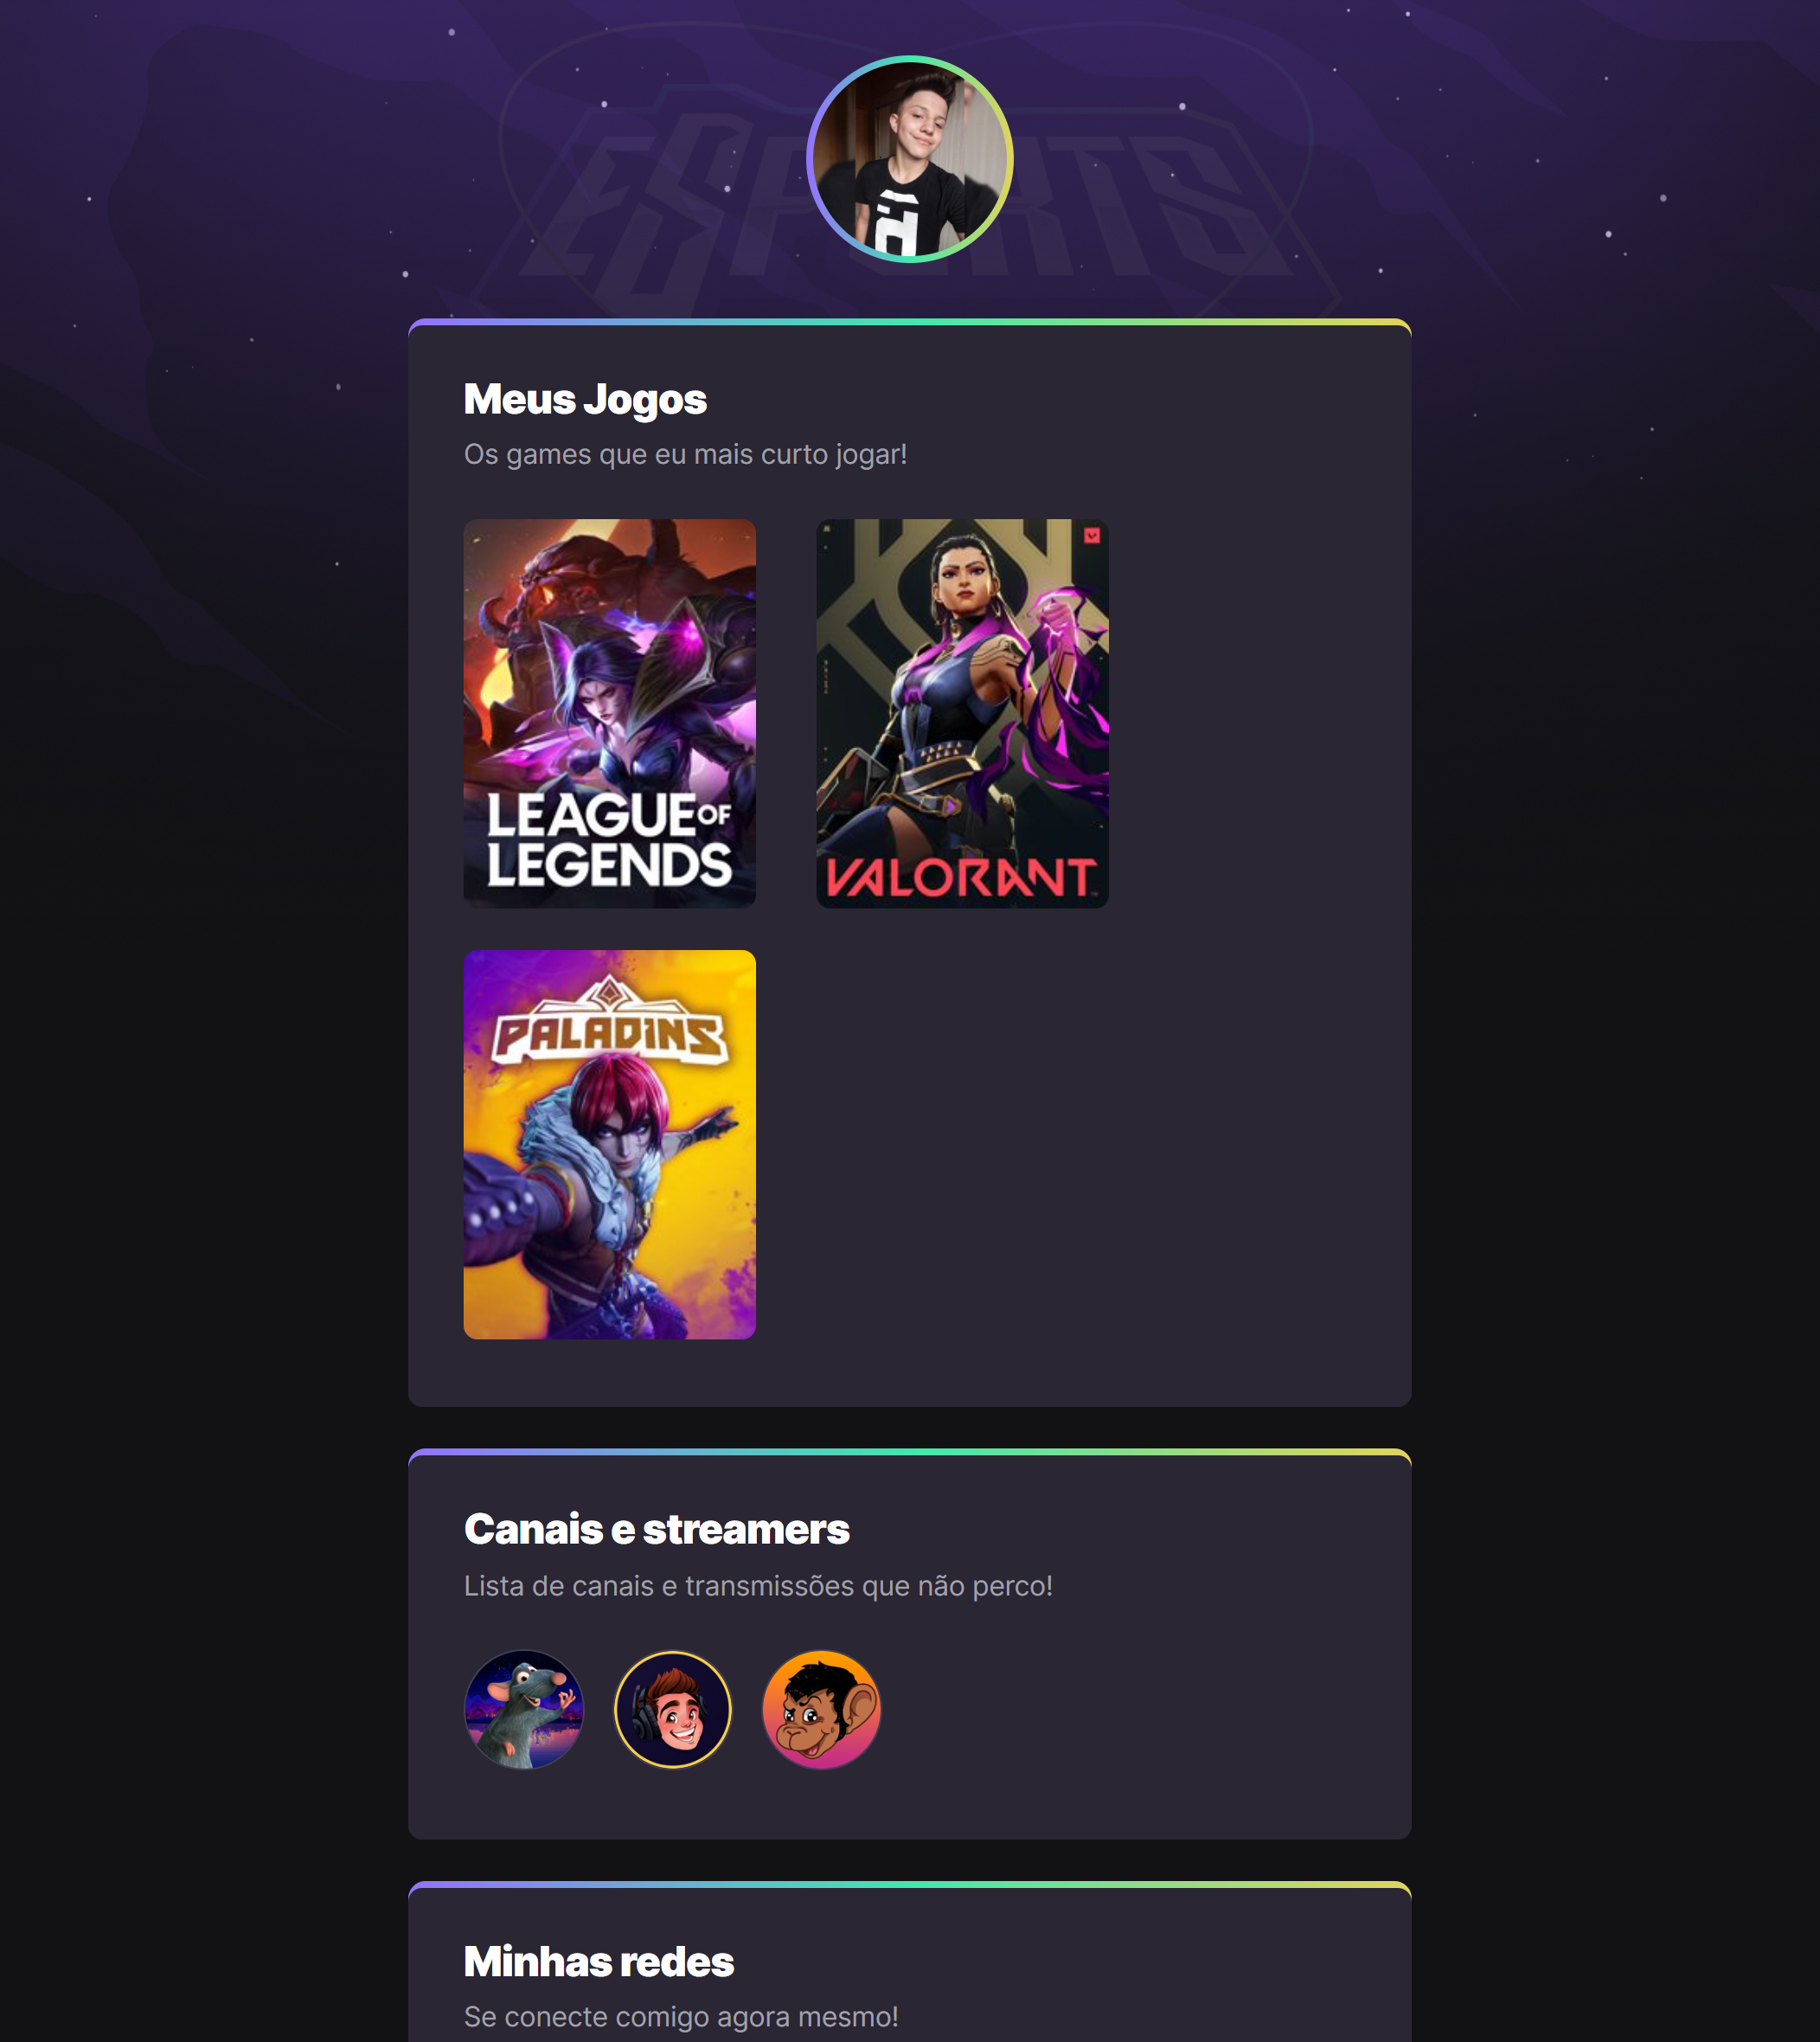 ESPORTS
Meus Jogos
Os games que eu mais curto jogar!
LEAGUE OF
LEGENDS
VALORANT
PALADINS
Canais e streamers
Lista de canais e transmissões que não perco!
Minhas redes
Se conecte comigo agora mesmo!